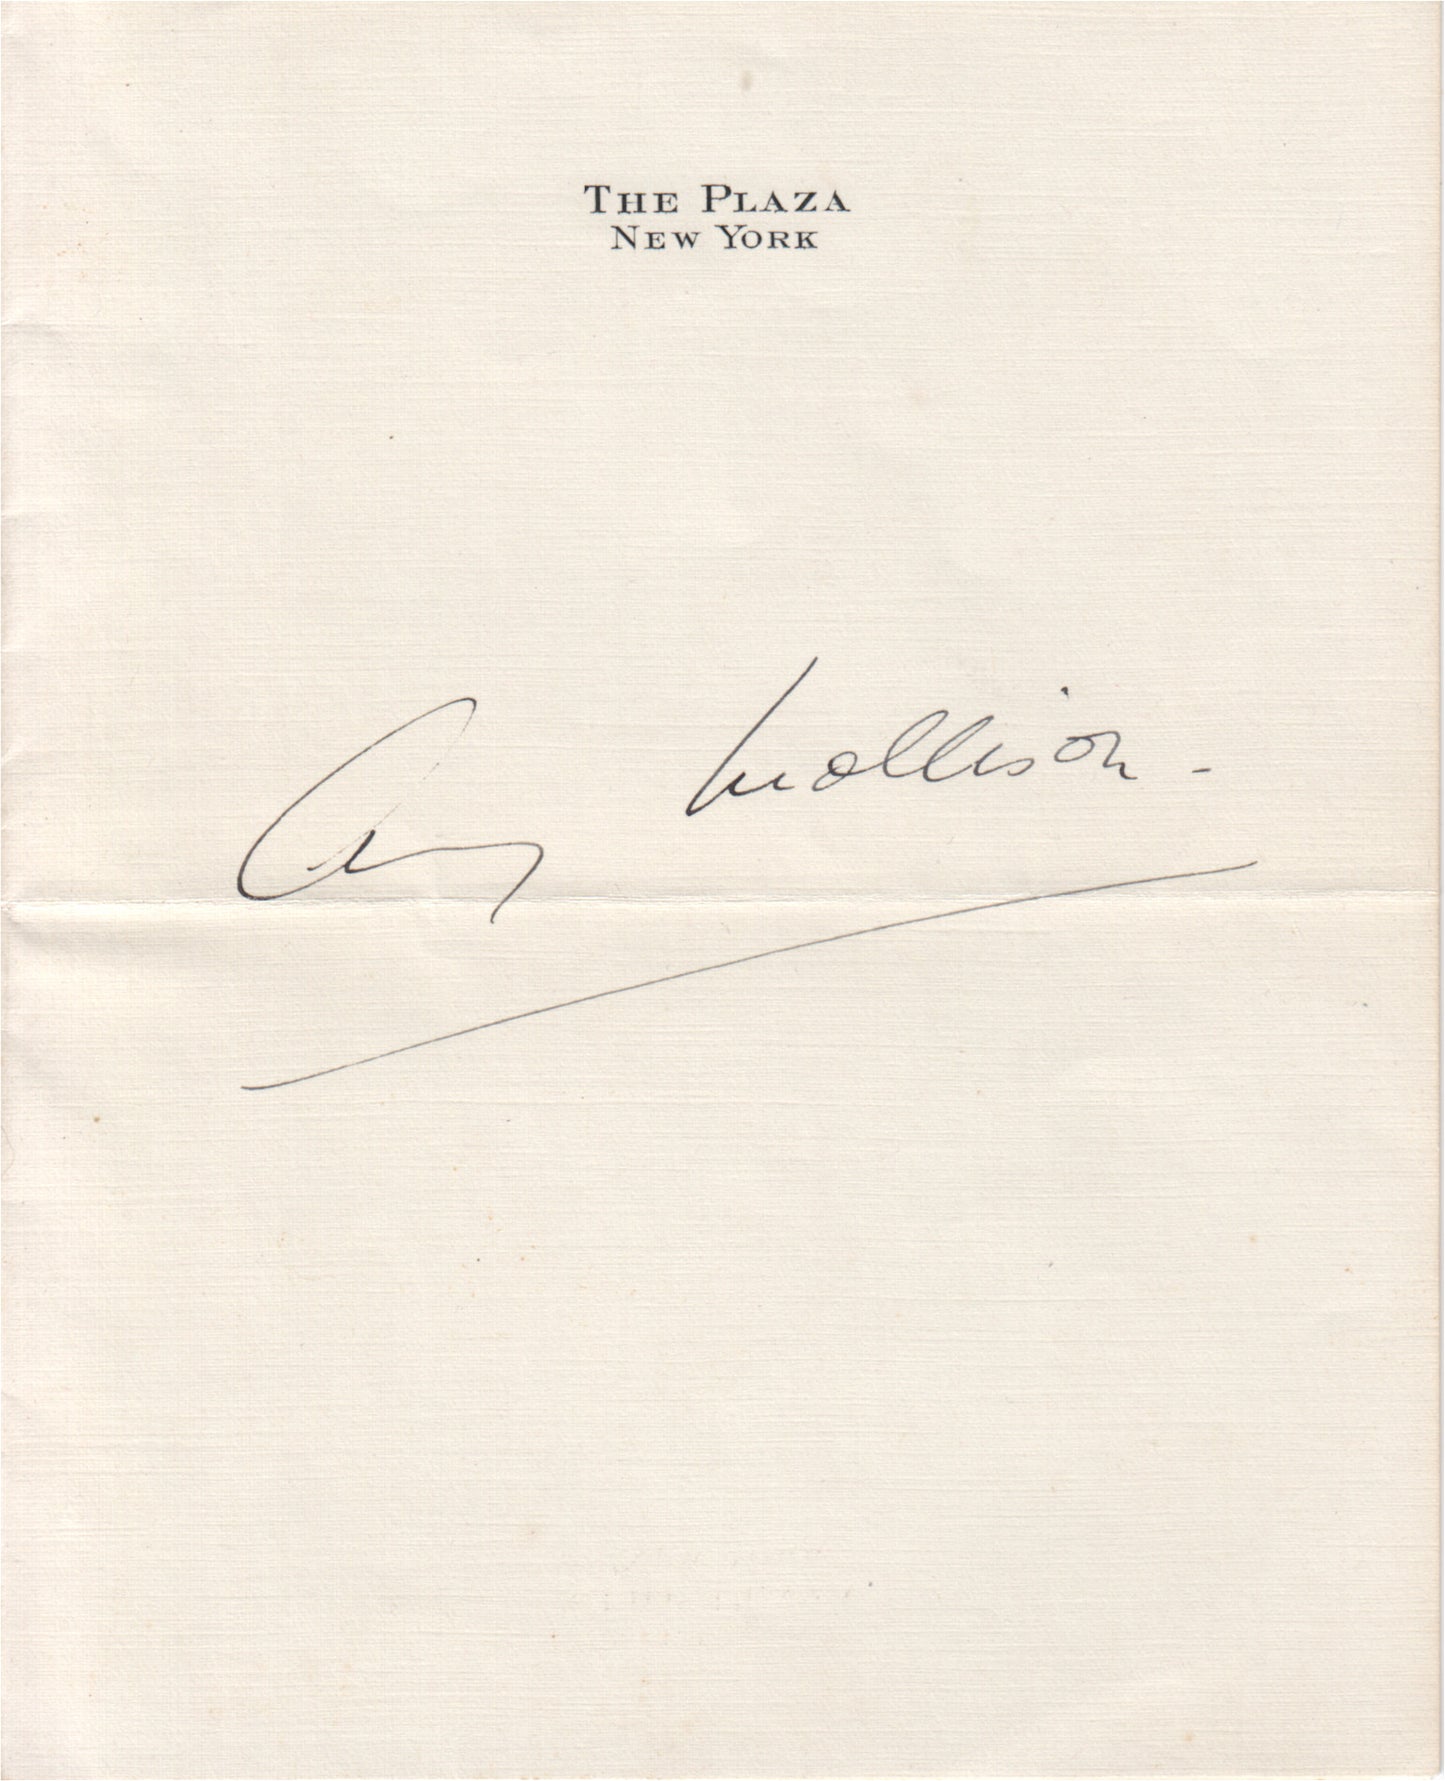 THE PLAZA
NEW YORK
Amy Mollison -